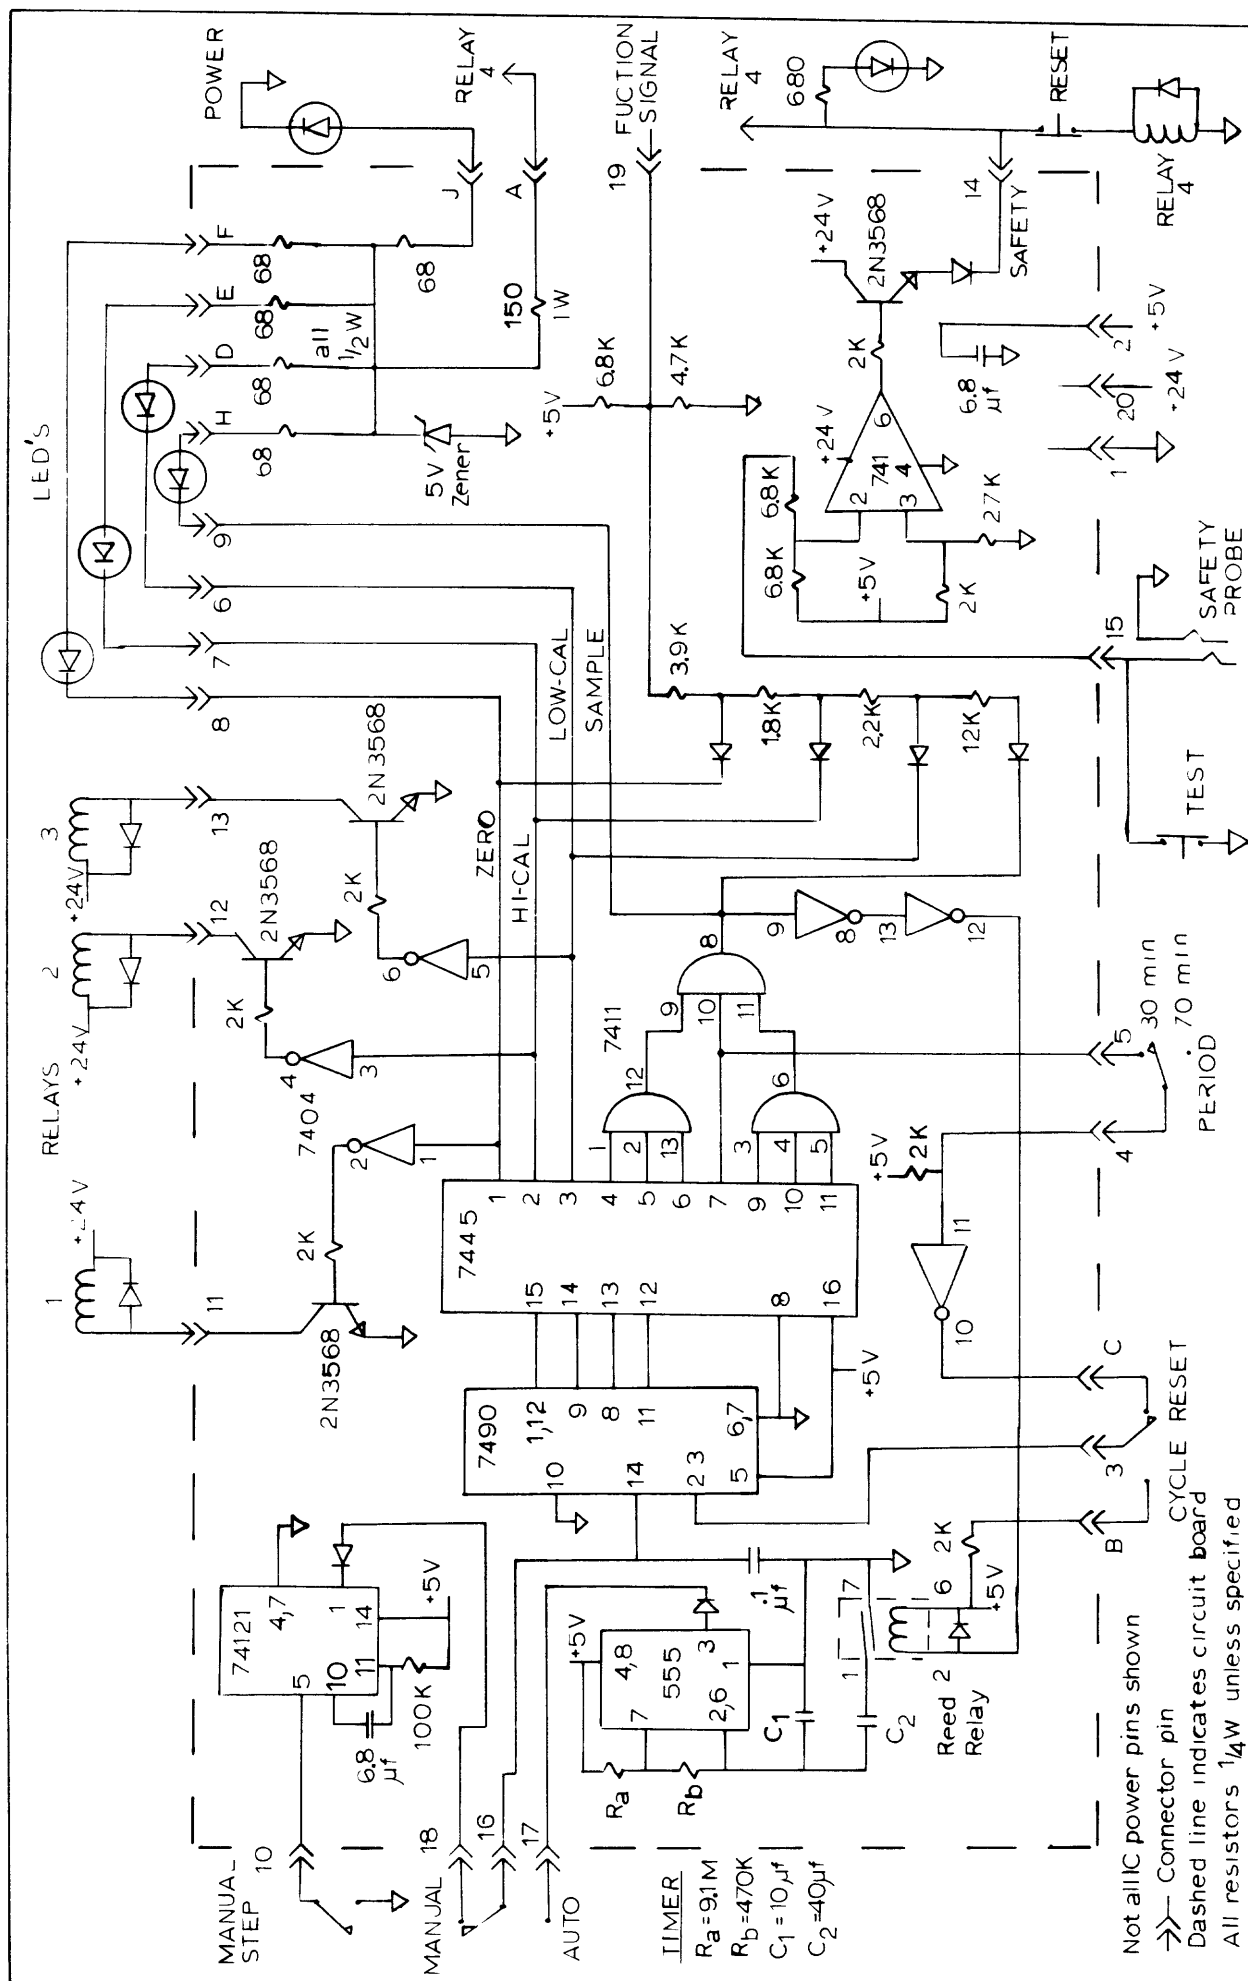 MANUAL
STEP
10
MANUAL
18
16
17
AUTO
TIMER
Ra = 9.1M
Rb = 470K
C1 = 10µf
C2 = 40µf
74121
5
4,7
10
1
11
14
6.8
µf
100K
+5V
RELAYS
1
+24V
11
2N3568
2K
2
+24V
12
2N3568
2K
3
+24V
13
2N3568
2K
7404
2
1
4
3
6
5
LED'S
8
7
6
9
H
D
E
F
J
A
68
68
68
68
68
all
1/2W
150
1W
5V
Zener
POWER
RELAY
4
ZERO
HI-CAL
LOW-CAL
SAMPLE
7490
10
1,12
9
8
11
14
2 3
6,7
5
7445
15
14
13
12
8
16
1
2
3
4
5
6
7
9
10
11
+5V
7411
1
2
13
12
3
4
5
6
9
10
11
8
9
8
13
12
3.9K
1.8K
2.2K
12K
+5V
6.8K
4.7K
19
FUCTION
SIGNAL
+5V
4,8
555
3
7
2,6
1
Ra
Rb
C1
C2
.1
µf
1
7
2
6
Reed
Relay
2K
+5V
+5V
2K
11
10
6.8K
6.8K
+5V
2K
2.7K
2
3
741
4
6
+24V
2K
+24V
2N3568
SAFETY
14
6.8
µf
RELAY
4
680
RESET
RELAY
4
B
3
C
CYCLE RESET
4
5
30 min
70 min
PERIOD
TEST
15
SAFETY
PROBE
1
20
+24V
2
+5V
Not all IC power pins shown
Connector pin
Dashed line indicates circuit board
All resistors 1/4W unless specified